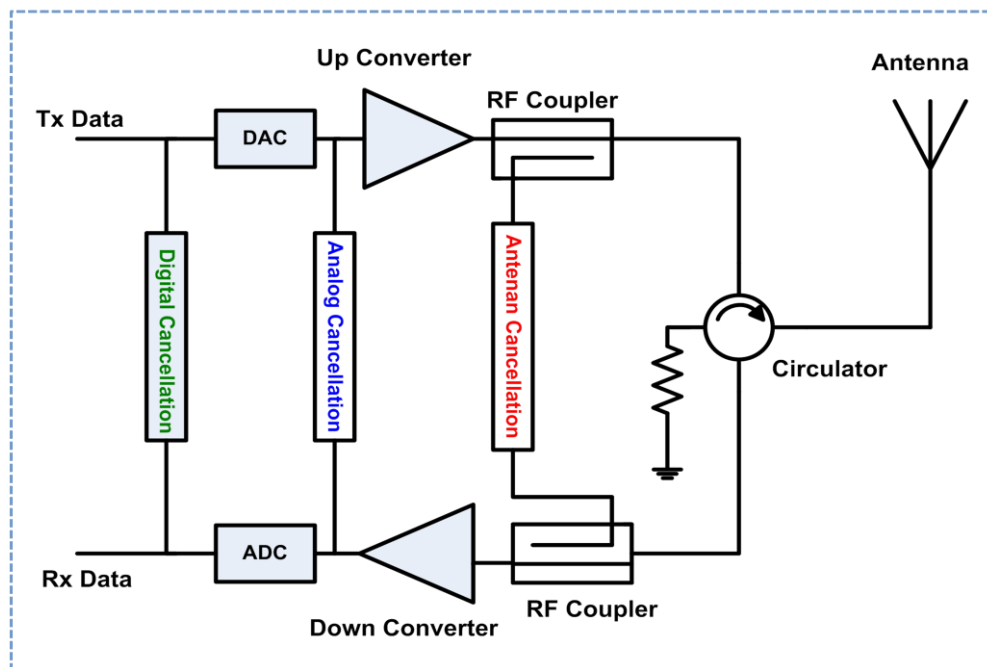 Up Converter
Antenna
RF Coupler
Tx Data
DAC
Digital Cancellation
Analog Cancellation
Antenan Cancellation
Circulator
ADC
Rx Data
RF Coupler
Down Converter